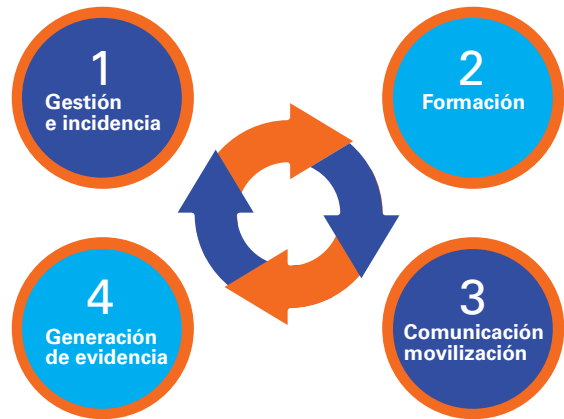 1
Gestión
e incidencia
2
Formación
3
Comunicación
movilización
4
Generación
de evidencia